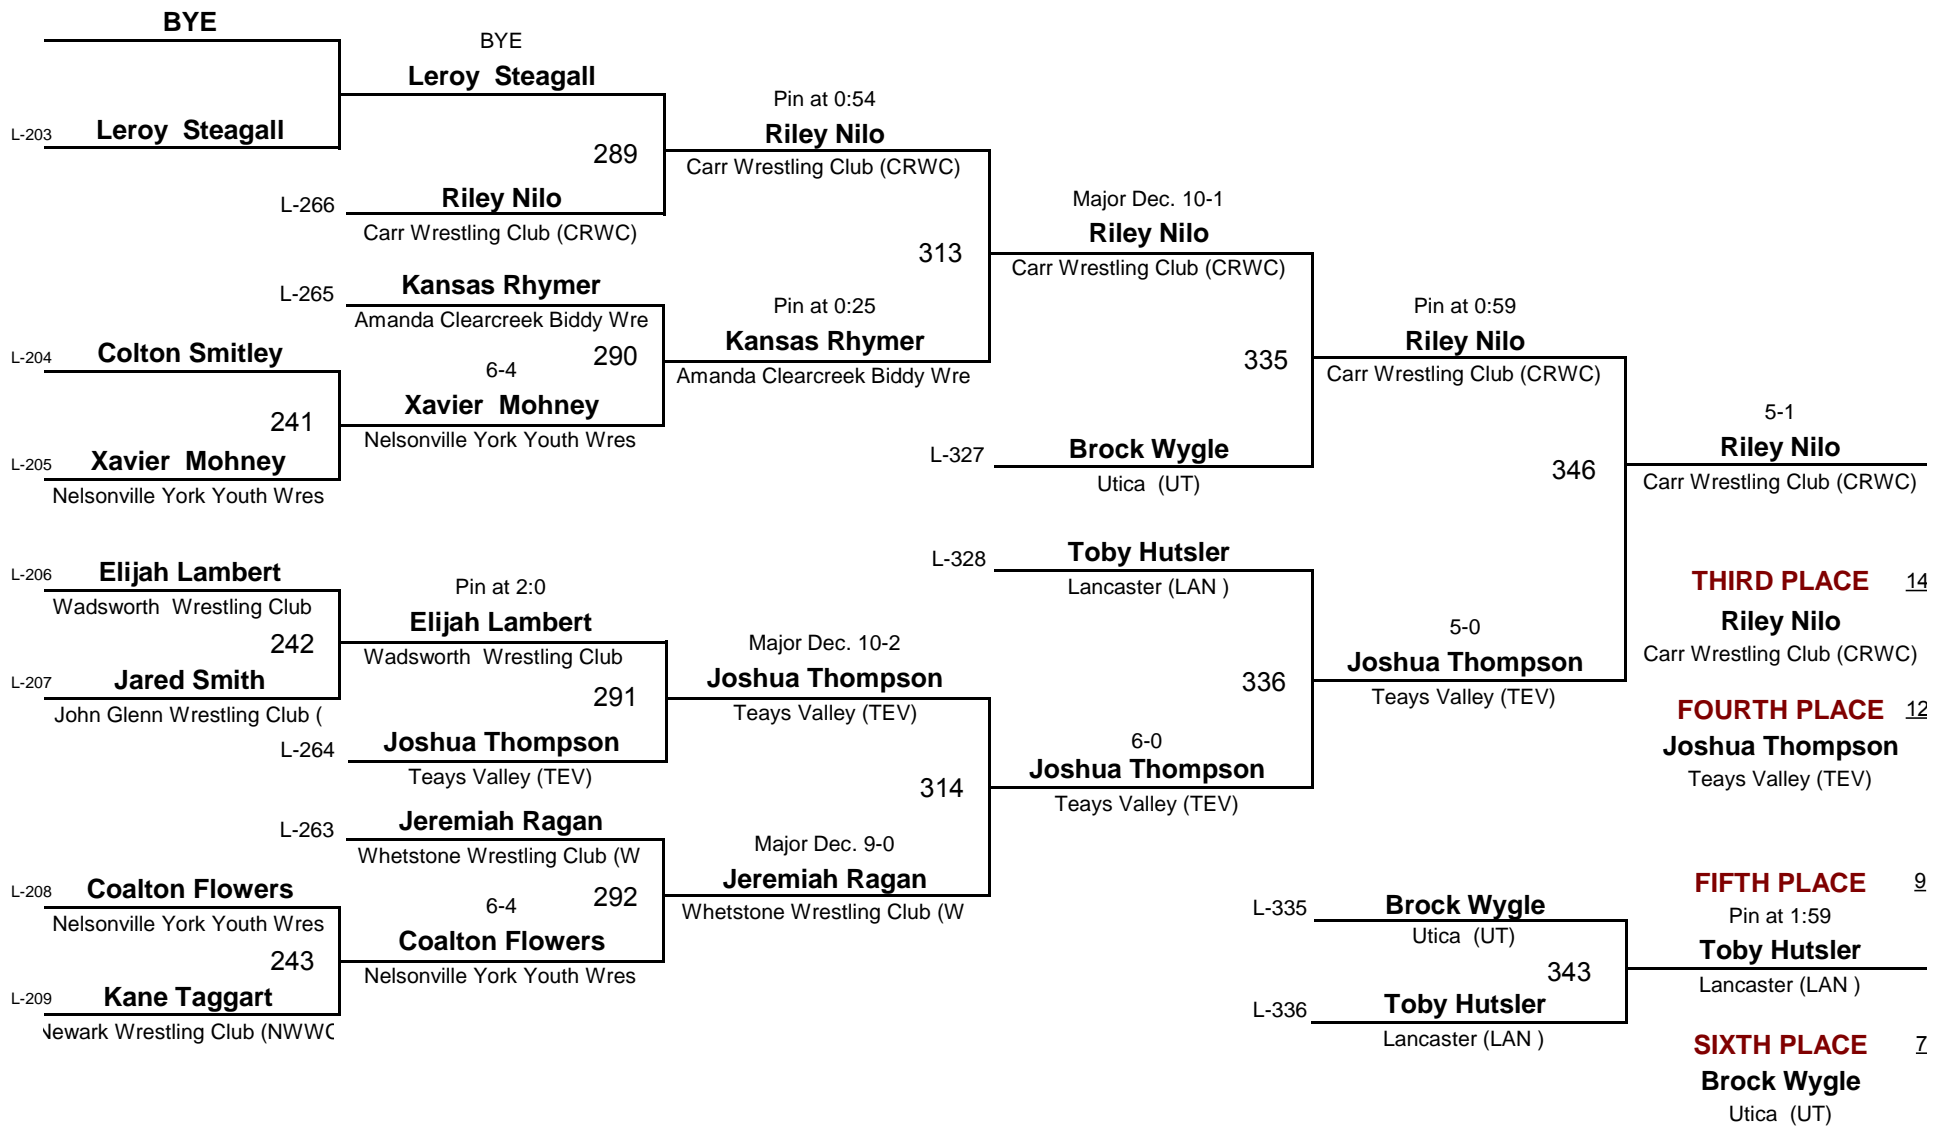 BYE
L-203 Leroy Steagall
L-204 Colton Smitley
241
L-205 Xavier Mohney
Nelsonville York Youth Wres
L-206 Elijah Lambert
Wadsworth Wrestling Club
242
L-207 Jared Smith
John Glenn Wrestling Club (
L-208 Coalton Flowers
Nelsonville York Youth Wres
243
L-209 Kane Taggart
Newark Wrestling Club (NWWC
BYE
Leroy Steagall
289
L-266 Riley Nilo
Carr Wrestling Club (CRWC)
L-265 Kansas Rhymer
Amanda Clearcreek Biddy Wre
290
6-4
Xavier Mohney
Nelsonville York Youth Wres
Pin at 2:0
Elijah Lambert
Wadsworth Wrestling Club
291
L-264 Joshua Thompson
Teays Valley (TEV)
L-263 Jeremiah Ragan
Whetstone Wrestling Club (W
292
6-4
Coalton Flowers
Nelsonville York Youth Wres
Pin at 0:54
Riley Nilo
Carr Wrestling Club (CRWC)
313
Pin at 0:25
Kansas Rhymer
Amanda Clearcreek Biddy Wre
Major Dec. 10-2
Joshua Thompson
Teays Valley (TEV)
314
Major Dec. 9-0
Jeremiah Ragan
Whetstone Wrestling Club (W
Major Dec. 10-1
Riley Nilo
Carr Wrestling Club (CRWC)
335
L-327 Brock Wygle
Utica (UT)
L-328 Toby Hutsler
Lancaster (LAN )
336
6-0
Joshua Thompson
Teays Valley (TEV)
Pin at 0:59
Riley Nilo
Carr Wrestling Club (CRWC)
346
5-0
Joshua Thompson
Teays Valley (TEV)
L-335 Brock Wygle
Utica (UT)
343
L-336 Toby Hutsler
Lancaster (LAN )
5-1
Riley Nilo
Carr Wrestling Club (CRWC)
THIRD PLACE 14
Riley Nilo
Carr Wrestling Club (CRWC)
FOURTH PLACE 12
Joshua Thompson
Teays Valley (TEV)
FIFTH PLACE 9
Pin at 1:59
Toby Hutsler
Lancaster (LAN )
SIXTH PLACE 7
Brock Wygle
Utica (UT)